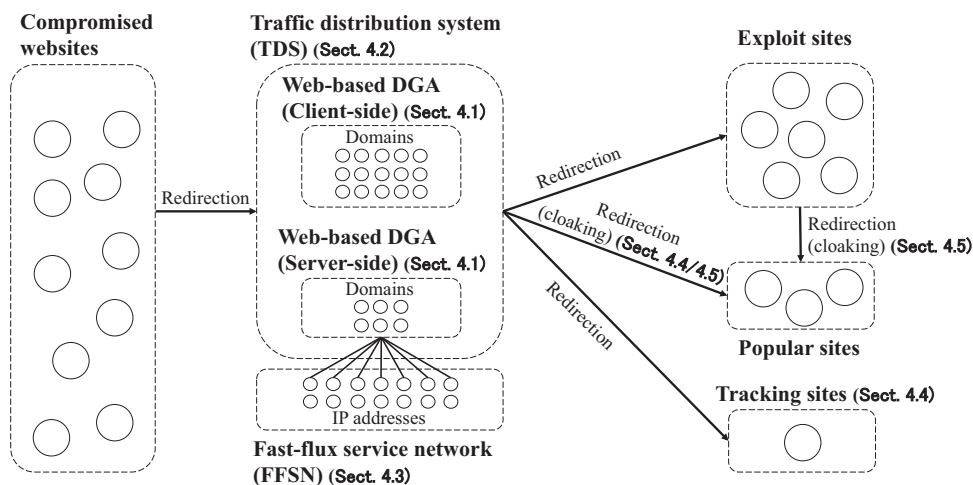 Compromised
websites
Traffic distribution system
(TDS) (Sect. 4.2)
Web-based DGA
(Client-side) (Sect. 4.1)
Domains
Redirection
Web-based DGA
(Server-side) (Sect. 4.1)
Domains
IP addresses
Fast-flux service network
(FFSN) (Sect. 4.3)
Redirection
Redirection
(cloaking) (Sect. 4.4/4.5)
Redirection
Exploit sites
Redirection
(cloaking) (Sect. 4.5)
Popular sites
Tracking sites (Sect. 4.4)